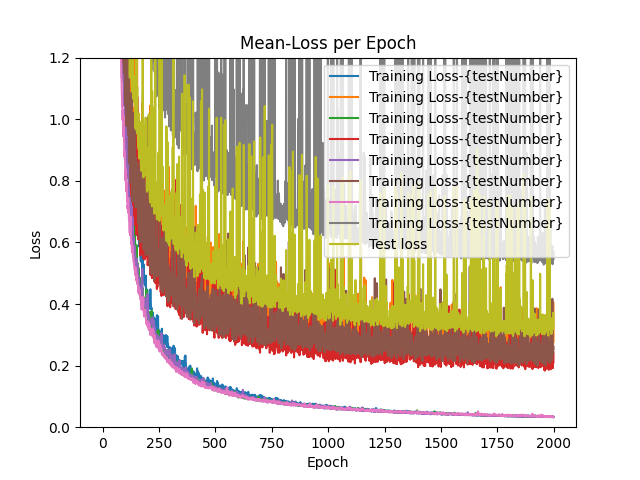 Mean-Loss per Epoch
1.2
1.0
0.8
0.6
0.4
0.2
0.0
Loss
Training Loss-{testNumber}
Training Loss-{testNumber}
Training Loss-{testNumber}
Training Loss-{testNumber}
Training Loss-{testNumber}
Training Loss-{testNumber}
Training Loss-{testNumber}
Training Loss-{testNumber}
Test loss
0 250 500 750 1000 1250 1500 1750 2000
Epoch